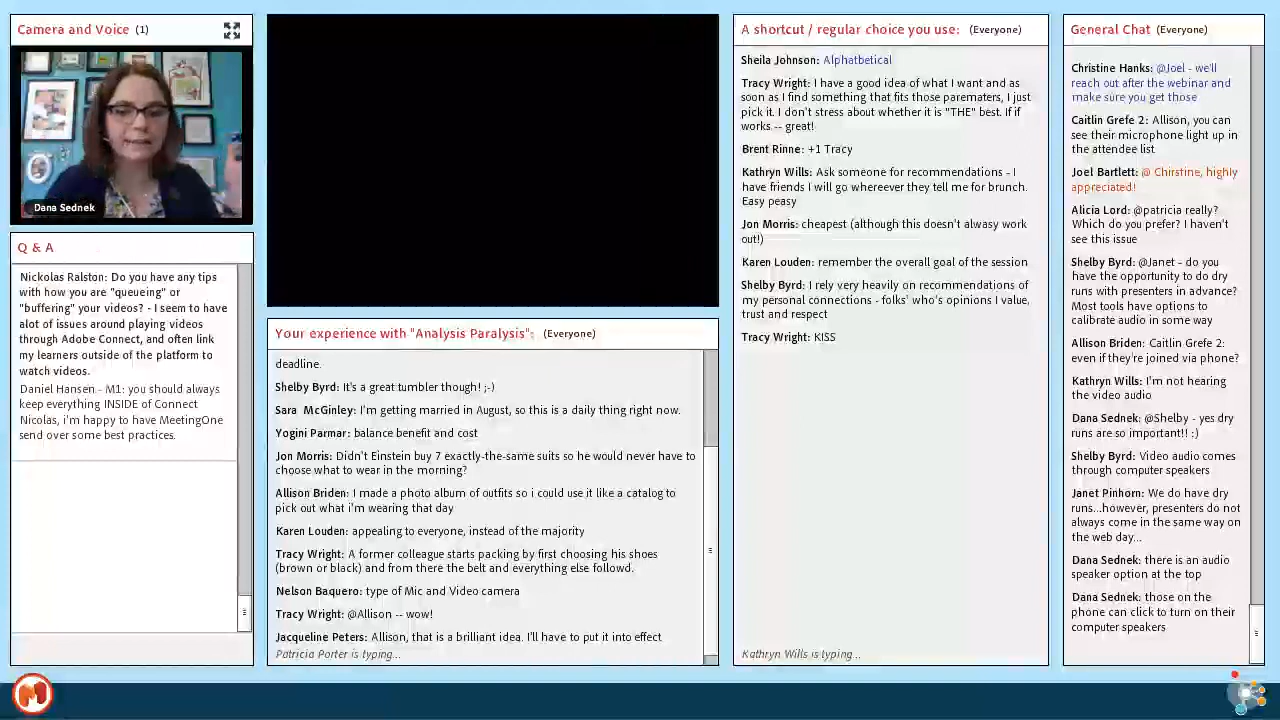 Camera and Voice (1)
Dana Sednek
Q & A
Nickolas Ralston: Do you have any tips
with how you are "queueing" or
"buffering" your videos? - I seem to have
alot of issues around playing videos
through Adobe Connect, and often link
my learners outside of the platform to
watch videos.
Daniel Hansen - M1: you should always
keep everything INSIDE of Connect
Nicolas, i'm happy to have MeetingOne
send over some best practices.
Your experience with "Analysis Paralysis": (Everyone)
deadline.
Shelby Byrd: It's a great tumbler though! ;-)
Sara McGinley: I'm getting married in August, so this is a daily thing right now.
Yogini Parmar: balance benefit and cost
Jon Morris: Didn't Einstein buy 7 exactly-the-same suits so he would never have to
choose what to wear in the morning?
Allison Briden: I made a photo album of outfits so i could use it like a catalog to
pick out what i'm wearing that day
Karen Louden: appealing to everyone, instead of the majority
Tracy Wright: A former colleague starts packing by first choosing his shoes
(brown or black) and from there the belt and everything else followd.
Nelson Baquero: type of Mic and Video camera
Tracy Wright: @Allison -- wow!
Jacqueline Peters: Allison, that is a brilliant idea. I'll have to put it into effect
Patricia Porter is typing...
A shortcut / regular choice you use: (Everyone)
Sheila Johnson: Alphatbetical
Tracy Wright: I have a good idea of what I want and as
soon as I find something that fits those parematers, I just
pick it. I don't stress about whether it is "THE" best. If if
works -- great!
Brent Rinne: +1 Tracy
Kathryn Wills: Ask someone for recommendations - I
have friends I will go whereever they tell me for brunch.
Easy peasy
Jon Morris: cheapest (although this doesn't alwasy work
out!)
Karen Louden: remember the overall goal of the session
Shelby Byrd: I rely very heavily on recommendations of
my personal connections - folks' who's opinions I value,
trust and respect
Tracy Wright: KISS
Kathryn Wills is typing...
General Chat (Everyone)
Christine Hanks: @Joel - we'll
reach out after the webinar and
make sure you get those
Caitlin Grefe 2: Allison, you can
see their microphone light up in
the attendee list
Joel Bartlett: @ Chirstine, highly
appreciated!
Alicia Lord: @patricia really?
Which do you prefer? I haven't
see this issue
Shelby Byrd: @Janet - do you
have the opportunity to do dry
runs with presenters in advance?
Most tools have options to
calibrate audio in some way
Allison Briden: Caitlin Grefe 2:
even if they're joined via phone?
Kathryn Wills: I'm not hearing
the video audio
Dana Sednek: @Shelby - yes dry
runs are so important!! :)
Shelby Byrd: Video audio comes
through computer speakers
Janet Pinhorn: We do have dry
runs...however, presenters do not
always come in the same way on
the web day...
Dana Sednek: there is an audio
speaker option at the top
Dana Sednek: those on the
phone can click to turn on their
computer speakers